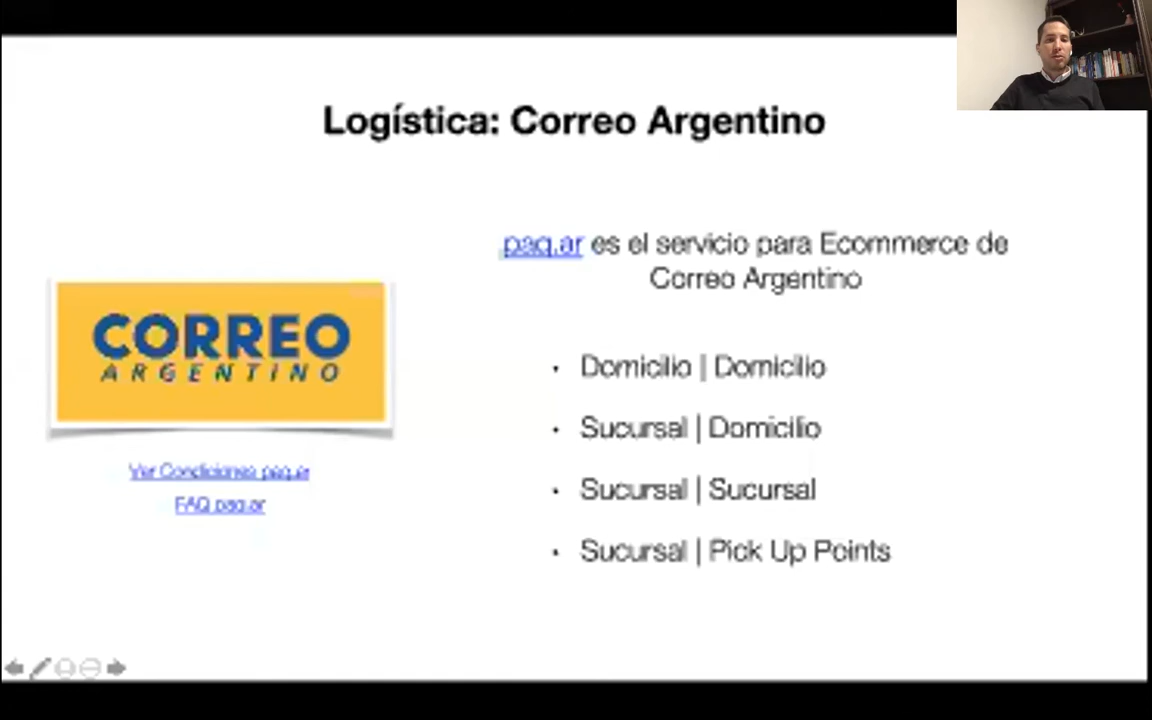 Logística: Correo Argentino
paq.ar es el servicio para Ecommerce de
Correo Argentino
CORREO
ARGENTINO
Ver Condiciones paq.ar
FAQ paq.ar
• Domicilio | Domicilio
• Sucursal | Domicilio
• Sucursal | Sucursal
• Sucursal | Pick Up Points